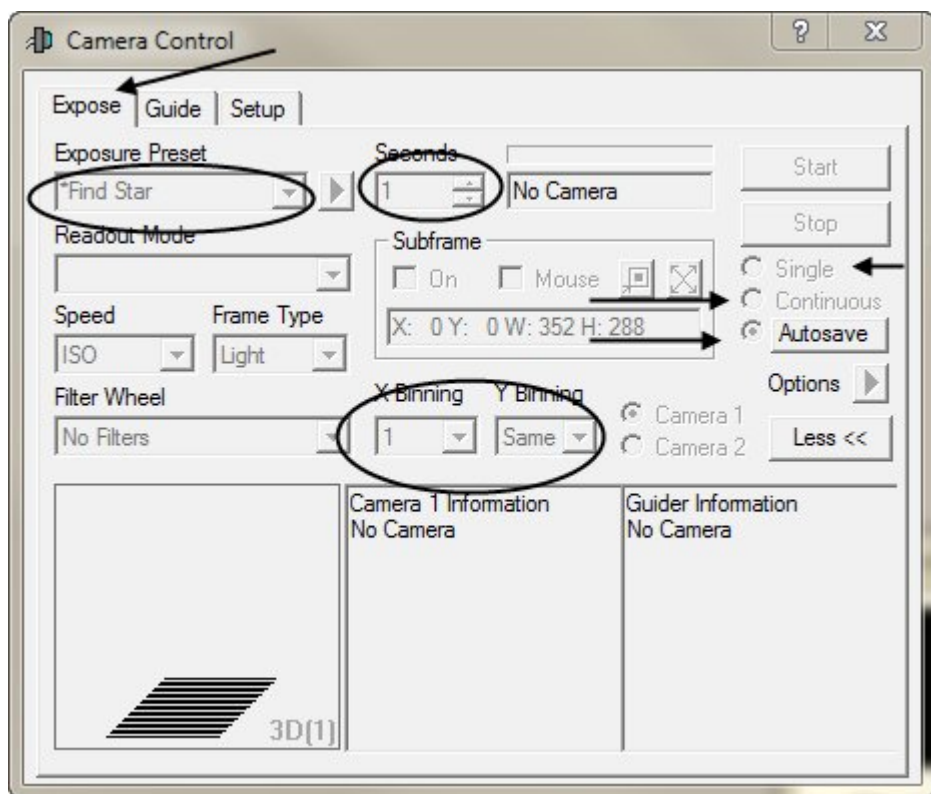 Camera Control
Expose Guide Setup
Exposure Preset
*Find Star
Seconds
1
No Camera
Start
Stop
Readout Mode
Subframe
On Mouse
X: 0 Y: 0 W: 352 H: 288
Single
Continuous
Autosave
Speed Frame Type
ISO Light
Options
Filter Wheel
No Filters
X Binning Y Binning
1 Same
Camera 1
Camera 2
Less <<
3D(1)
Camera 1 Information
No Camera
Guider Information
No Camera